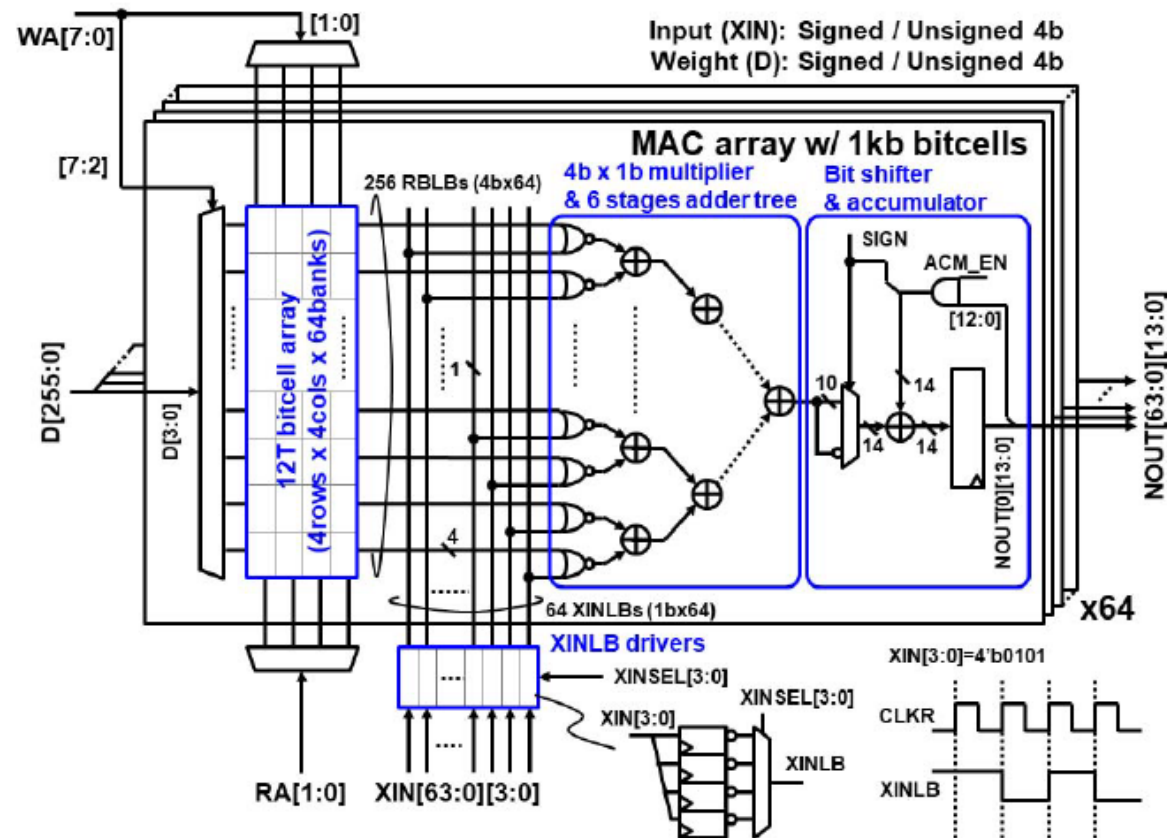 WA[7:0]
[1:0]
Input (XIN): Signed / Unsigned 4b
Weight (D): Signed / Unsigned 4b
MAC array w/ 1kb bitcells
[7:2]
256 RBLBs (4bx64)
4b x 1b multiplier
& 6 stages adder tree
Bit shifter
& accumulator
SIGN
ACM_EN
[12:0]
12T bitcell array
(4rows x 4cols x 64banks)
1
10
14
14
14
D[255:0]
D[3:0]
NOUT[0][13:0]
NOUT[63:0][13:0]
4
64 XINLBs (1bx64)
x64
XINLB drivers
XINSEL[3:0]
XIN[3:0]
XINSEL[3:0]
XINLB
XIN[3:0]=4'b0101
CLKR
XINLB
RA[1:0]
XIN[63:0][3:0]